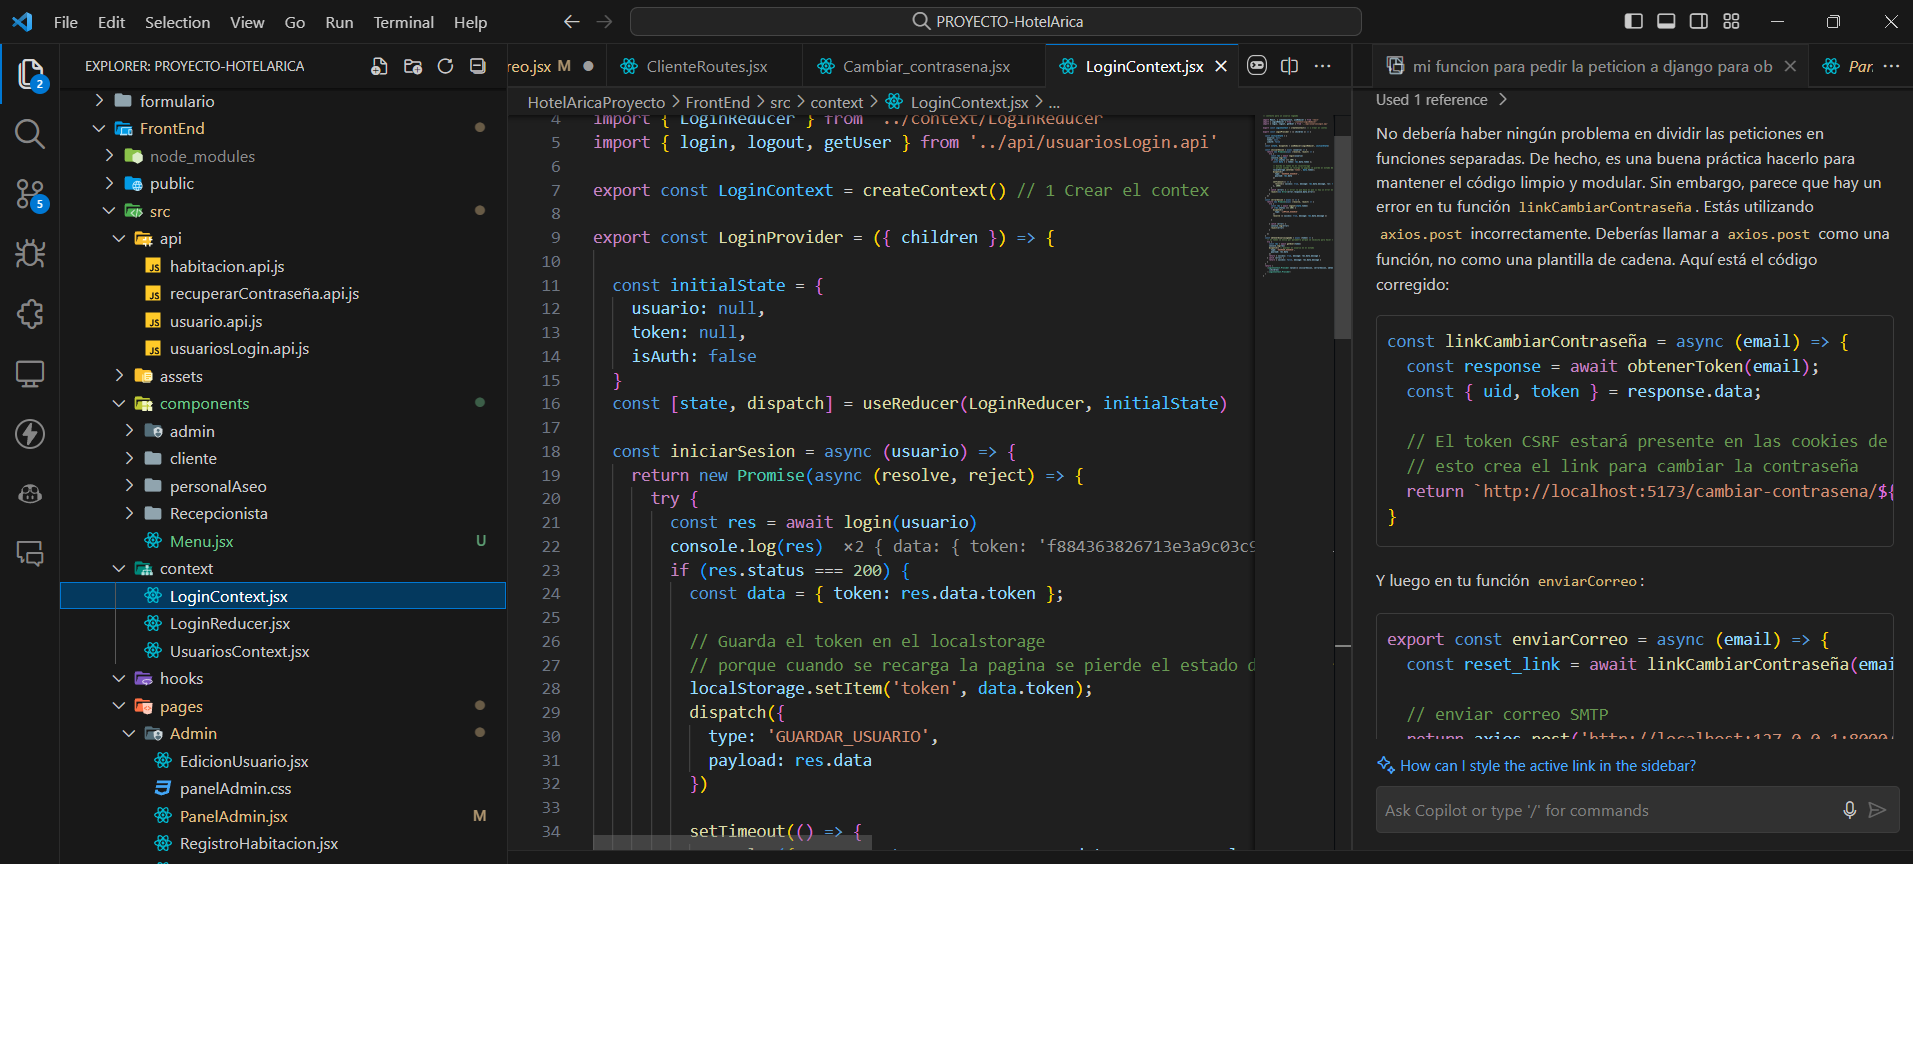 File Edit Selection View Go Run Terminal Help
PROYECTO-HotelArica
EXPLORER: PROYECTO-HOTELARICA
2
5
formulario
FrontEnd
node_modules
public
src
api
habitacion.api.js
recuperarContraseña.api.js
usuario.api.js
usuariosLogin.api.js
assets
components
admin
cliente
personalAseo
Recepcionista
Menu.jsx U
context
LoginContext.jsx
LoginReducer.jsx
UsuariosContext.jsx
hooks
pages
Admin
EdicionUsuario.jsx
panelAdmin.css
PanelAdmin.jsx M
RegistroHabitacion.jsx
reo.jsx M ClienteRoutes.jsx Cambiar_contrasena.jsx LoginContext.jsx
HotelAricaProyecto > FrontEnd > src > context > LoginContext.jsx > ...
4 import { LoginReducer } from '../context/LoginReducer
5 import { login, logout, getUser } from '../api/usuariosLogin.api'
6
7 export const LoginContext = createContext() // 1 Crear el contex
8
9 export const LoginProvider = ({ children }) => {
10
11 const initialState = {
12 usuario: null,
13 token: null,
14 isAuth: false
15 }
16 const [state, dispatch] = useReducer(LoginReducer, initialState)
17
18 const iniciarSesion = async (usuario) => {
19 return new Promise(async (resolve, reject) => {
20 try {
21 const res = await login(usuario)
22 console.log(res) ×2 { data: { token: 'f884363826713e3a9c03c9
23 if (res.status === 200) {
24 const data = { token: res.data.token };
25
26 // Guarda el token en el localstorage
27 // porque cuando se recarga la pagina se pierde el estado d
28 localStorage.setItem('token', data.token);
29 dispatch({
30 type: 'GUARDAR_USUARIO',
31 payload: res.data
32 })
33
34 setTimeout(() => {
mi funcion para pedir la peticion a django para ob Par
Used 1 reference >
No debería haber ningún problema en dividir las peticiones en
funciones separadas. De hecho, es una buena práctica hacerlo para
mantener el código limpio y modular. Sin embargo, parece que hay un
error en tu función linkCambiarContraseña. Estás utilizando
axios.post incorrectamente. Deberías llamar a axios.post como una
función, no como una plantilla de cadena. Aquí está el código
corregido:
const linkCambiarContraseña = async (email) => {
const response = await obtenerToken(email);
const { uid, token } = response.data;
// El token CSRF estará presente en las cookies de
// esto crea el link para cambiar la contraseña
return `http://localhost:5173/cambiar-contrasena/${
}
Y luego en tu función enviarCorreo:
export const enviarCorreo = async (email) => {
const reset_link = await linkCambiarContraseña(emai
// enviar correo SMTP
return axios.post('http://localhost:127.0.0.1:8000/
How can I style the active link in the sidebar?
Ask Copilot or type '/' for commands